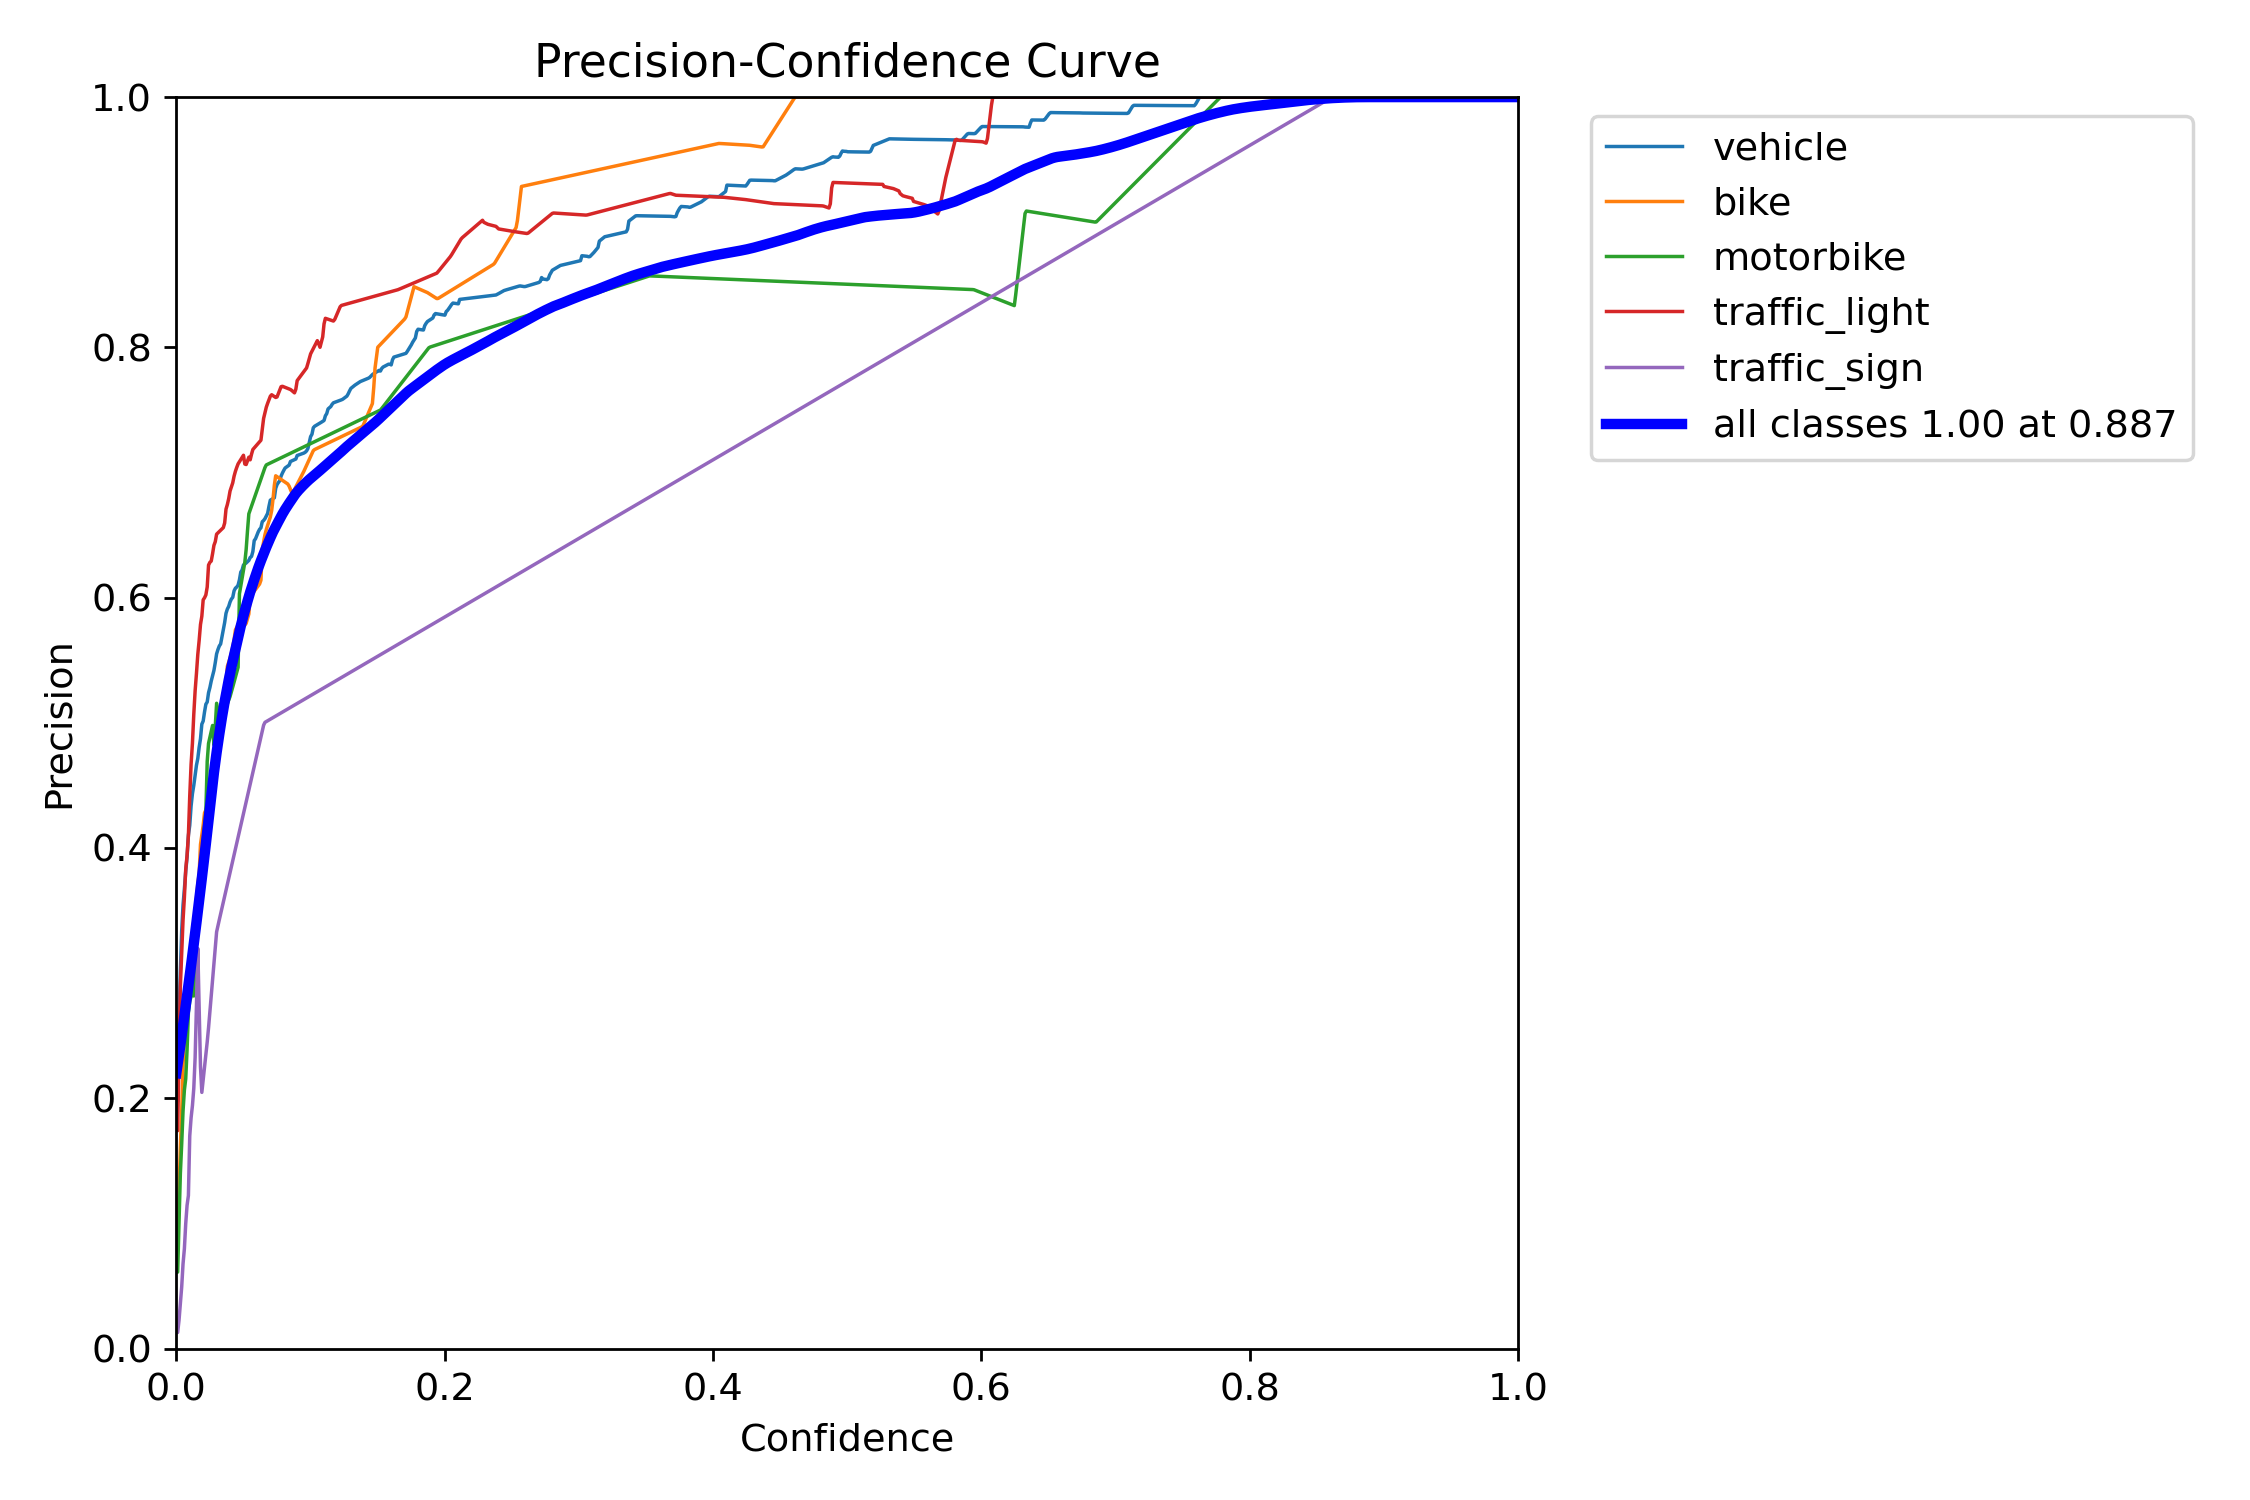 Precision-Confidence Curve
1.0
0.8
0.6
0.4
0.2
0.0
Precision
0.0 0.2 0.4 0.6 0.8 1.0
Confidence
vehicle
bike
motorbike
traffic_light
traffic_sign
all classes 1.00 at 0.887